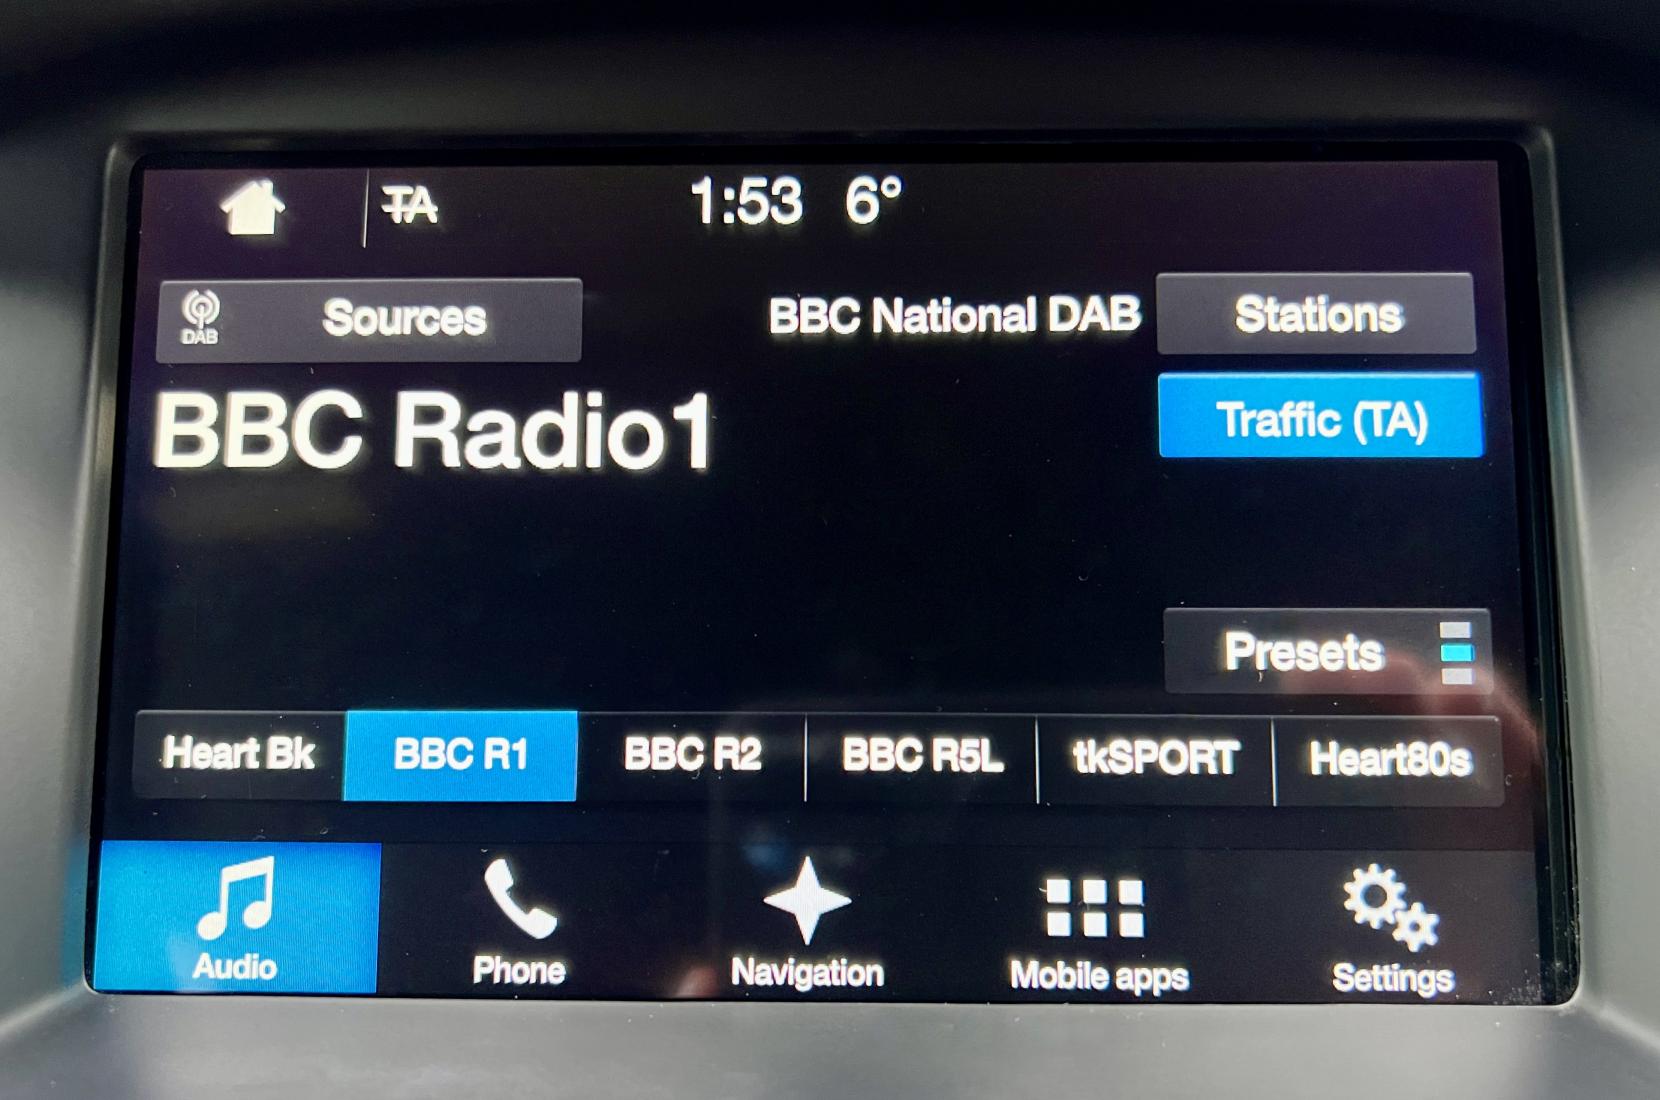 TA 1:53 6°
DAB Sources BBC National DAB Stations
BBC Radio1 Traffic (TA)
Presets
Heart Bk BBC R1 BBC R2 BBC R5L tkSPORT Heart80s
Audio Phone Navigation Mobile apps Settings